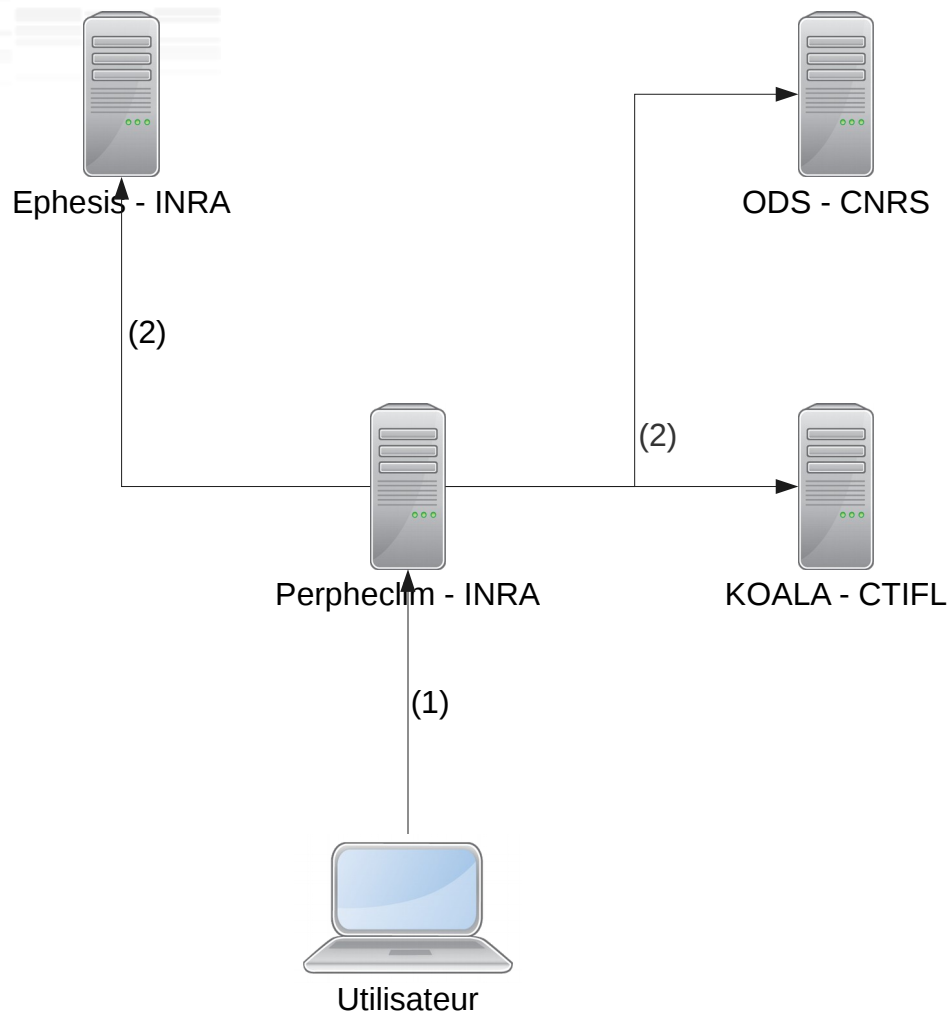 Ephesis - INRA
ODS - CNRS
(2)
(2)
Perpheclim - INRA
KOALA - CTIFL
(1)
Utilisateur